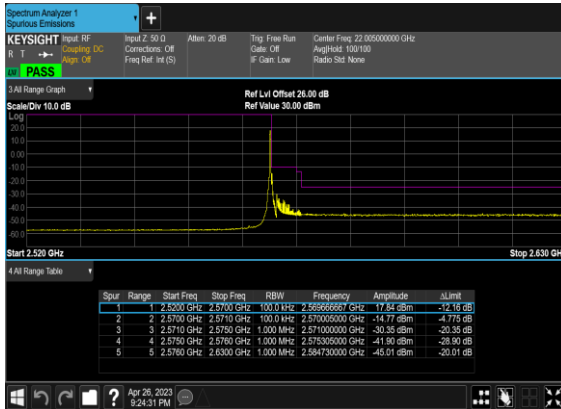 Spectrum Analyzer 1
Spurious Emissions
+
KEYSIGHT Input: RF Input Z: 50 Ω Atten: 20 dB Trig: Free Run Center Freq: 22.005000000 GHz
R T Coupling: DC Corrections: Off Gate: Off Avg|Hold: 100/100
Align: Off Freq Ref: Int (S) IF Gain: Low Radio Std: None
PASS
3 All Range Graph
Ref Lvl Offset 26.00 dB
Scale/Div 10.0 dB Ref Value 30.00 dBm
Log
20.0
10.0
0.00
-10.0
-20.0
-30.0
-40.0
-50.0
-60.0
Start 2.520 GHz Stop 2.630 GHz
4 All Range Table
Spur Range Start Freq Stop Freq RBW Frequency Amplitude ΔLimit
1 1 2.5200 GHz 2.5700 GHz 100.0 kHz 2.569666667 GHz 17.84 dBm -12.16 dB
2 2 2.5700 GHz 2.5710 GHz 100.0 kHz 2.570005000 GHz -14.77 dBm -4.775 dB
3 3 2.5710 GHz 2.5750 GHz 1.000 MHz 2.571000000 GHz -30.35 dBm -20.35 dB
4 4 2.5750 GHz 2.5760 GHz 1.000 MHz 2.575305000 GHz -41.90 dBm -28.90 dB
5 5 2.5760 GHz 2.6300 GHz 1.000 MHz 2.584730000 GHz -45.01 dBm -20.01 dB
? Apr 26, 2023
9:24:31 PM